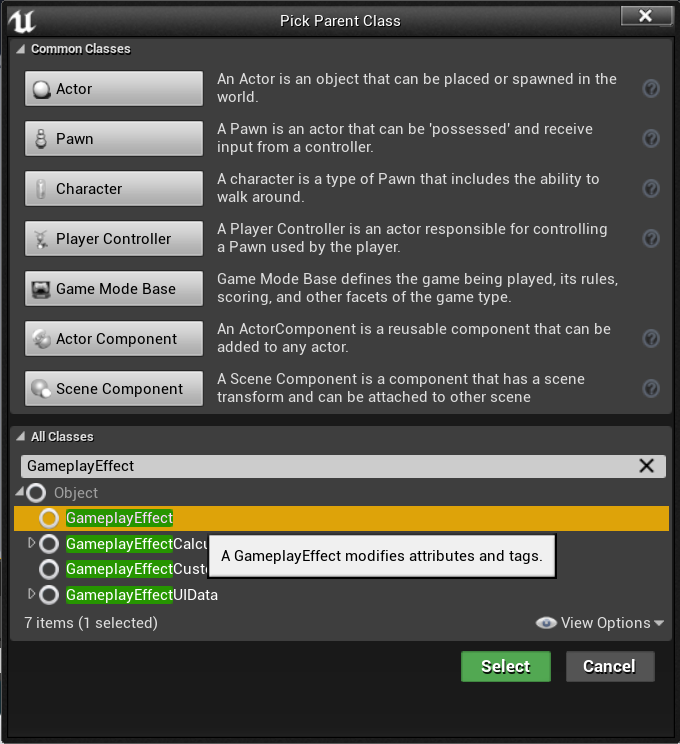 Pick Parent Class
Common Classes
Actor
An Actor is an object that can be placed or spawned in the
world.
Pawn
A Pawn is an actor that can be 'possessed' and receive
input from a controller.
Character
A character is a type of Pawn that includes the ability to
walk around.
Player Controller
A Player Controller is an actor responsible for controlling
a Pawn used by the player.
Game Mode Base
Game Mode Base defines the game being played, its rules,
scoring, and other facets of the game type.
Actor Component
An ActorComponent is a reusable component that can be
added to any actor.
Scene Component
A Scene Component is a component that has a scene
transform and can be attached to other scene
All Classes
GameplayEffect
Object
GameplayEffect
GameplayEffectCalcu
A GameplayEffect modifies attributes and tags.
GameplayEffectCusto
GameplayEffectUIData
7 items (1 selected)
View Options
Select
Cancel